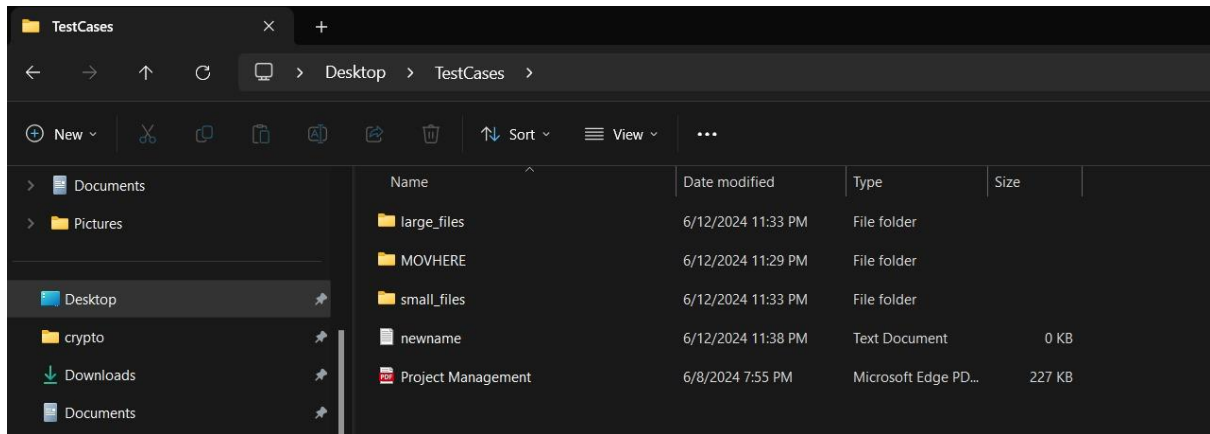 TestCases
Desktop > TestCases >
New Sort View
Documents
Pictures
Desktop
crypto
Downloads
Documents
Name Date modified Type Size
large_files 6/12/2024 11:33 PM File folder
MOVHERE 6/12/2024 11:29 PM File folder
small_files 6/12/2024 11:33 PM File folder
newname 6/12/2024 11:38 PM Text Document 0 KB
Project Management 6/8/2024 7:55 PM Microsoft Edge PD... 227 KB